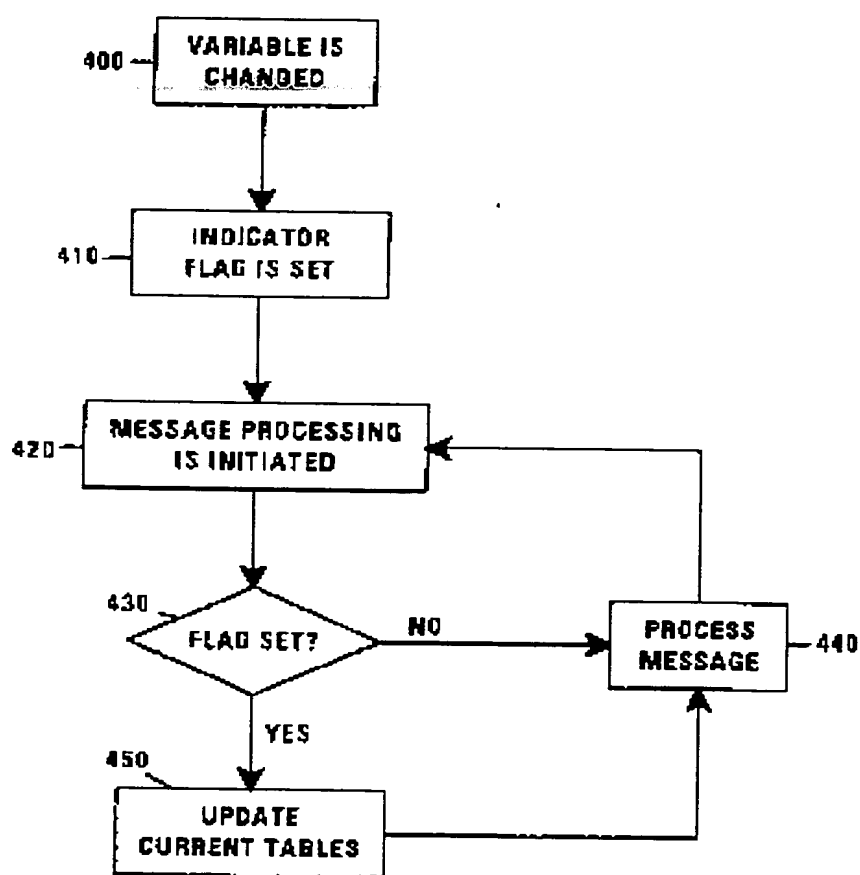 400
VARIABLE IS
CHANGED
410
INDICATOR
FLAG IS SET
420
MESSAGE PROCESSING
IS INITIATED
430
FLAG SET?
NO
PROCESS
MESSAGE
440
YES
450
UPDATE
CURRENT TABLES